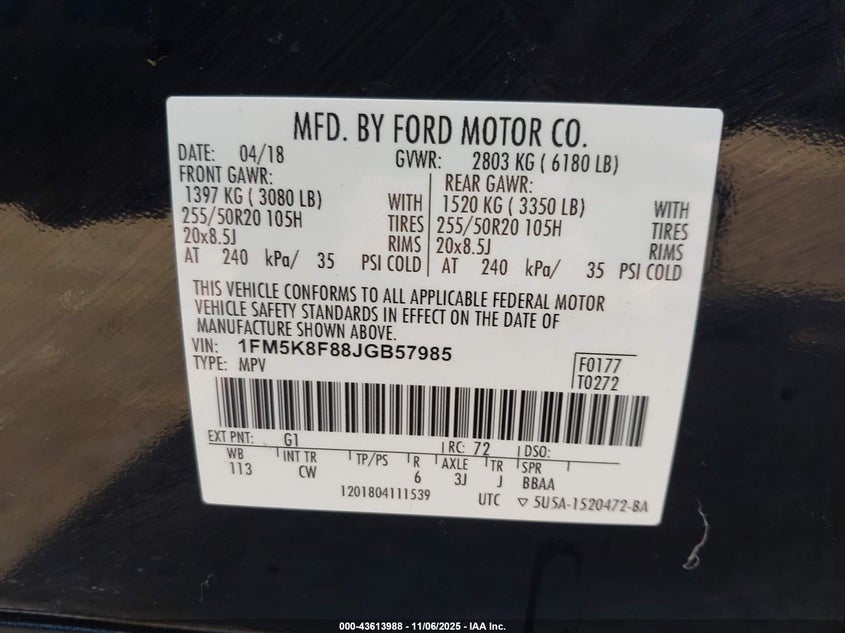 MFD. BY FORD MOTOR CO.
DATE: 04/18 GVWR: 2803 KG ( 6180 LB)
FRONT GAWR: REAR GAWR:
1397 KG ( 3080 LB) WITH 1520 KG ( 3350 LB) WITH
255/50R20 105H TIRES 255/50R20 105H TIRES
20x8.5J RIMS 20x8.5J RIMS
AT 240 kPa/ 35 PSI COLD AT 240 kPa/ 35 PSI COLD
THIS VEHICLE CONFORMS TO ALL APPLICABLE FEDERAL MOTOR
VEHICLE SAFETY STANDARDS IN EFFECT ON THE DATE OF
MANUFACTURE SHOWN ABOVE.
VIN: 1FM5K8F88JGB57985
TYPE: MPV F0177
T0272
EXT PNT: G1 RC: 72 DSO:
WB INT TR TP/PS R AXLE TR SPR
113 CW 6 3J J BBAA
1201804111539 UTC ▽ 5U5A-1520472-BA
000-43613988 - 11/06/2025 - IAA Inc.